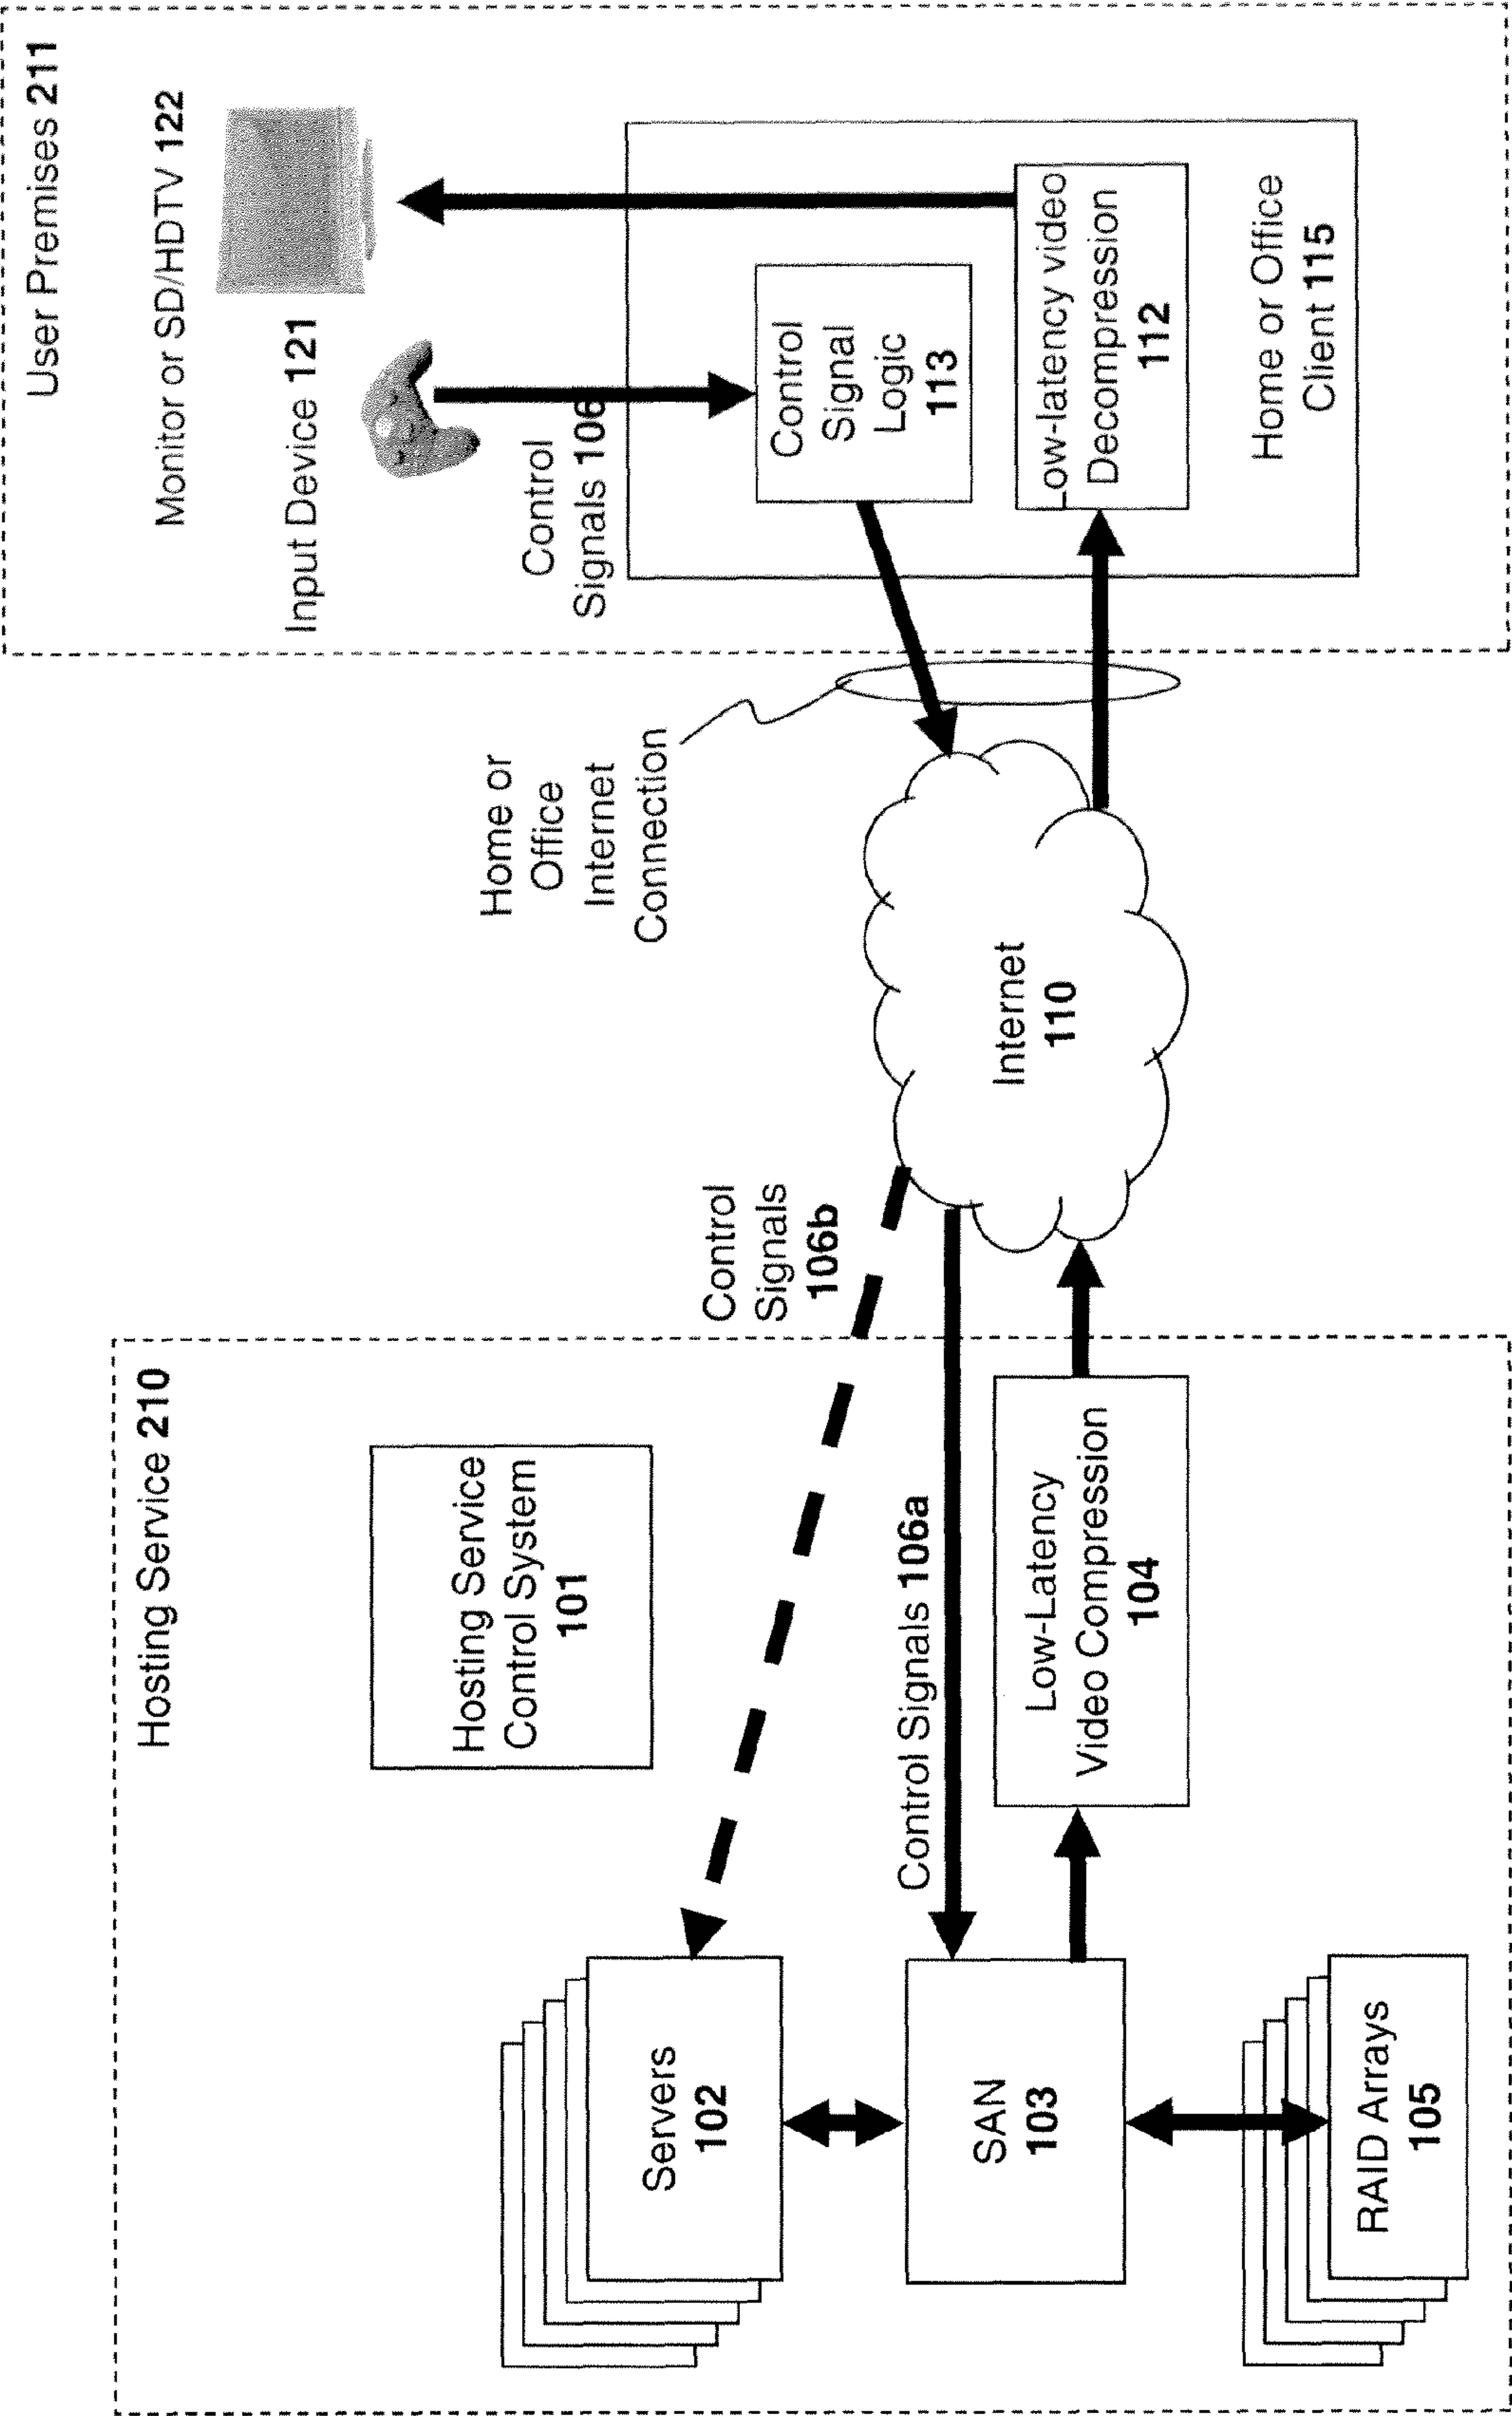 Hosting Service 210
Hosting Service
Control System
101
Servers
102
SAN
103
RAID Arrays
105
Control Signals 106a
Low-Latency
Video Compression
104
Control
Signals
106b
Internet
110
Home or
Office
Internet
Connection
User Premises 211
Monitor or SD/HDTV 122
Input Device 121
Control
Signals 106
Control
Signal
Logic
113
Low-latency video
Decompression
112
Home or Office
Client 115